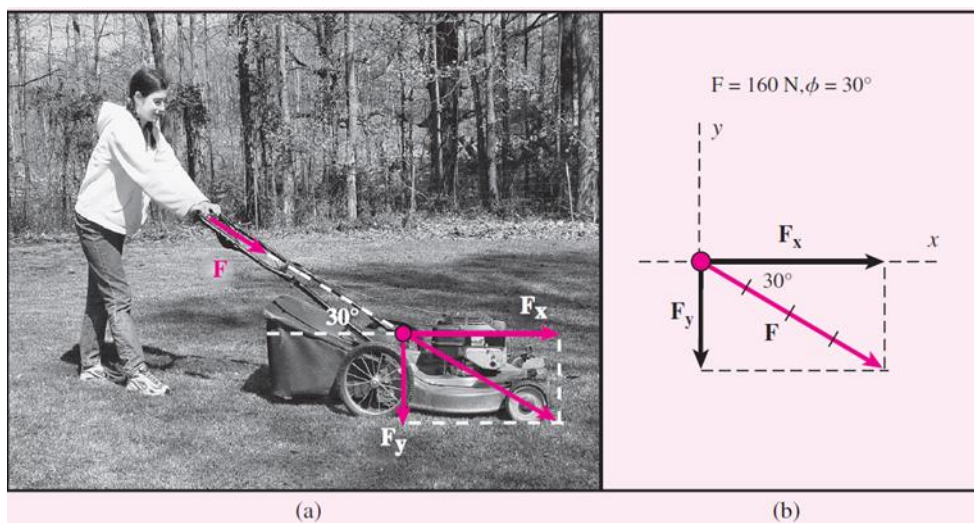 F
30°
Fx
Fy
(a)
F = 160 N, ϕ = 30°
y
Fx
x
30°
Fy
F
(b)